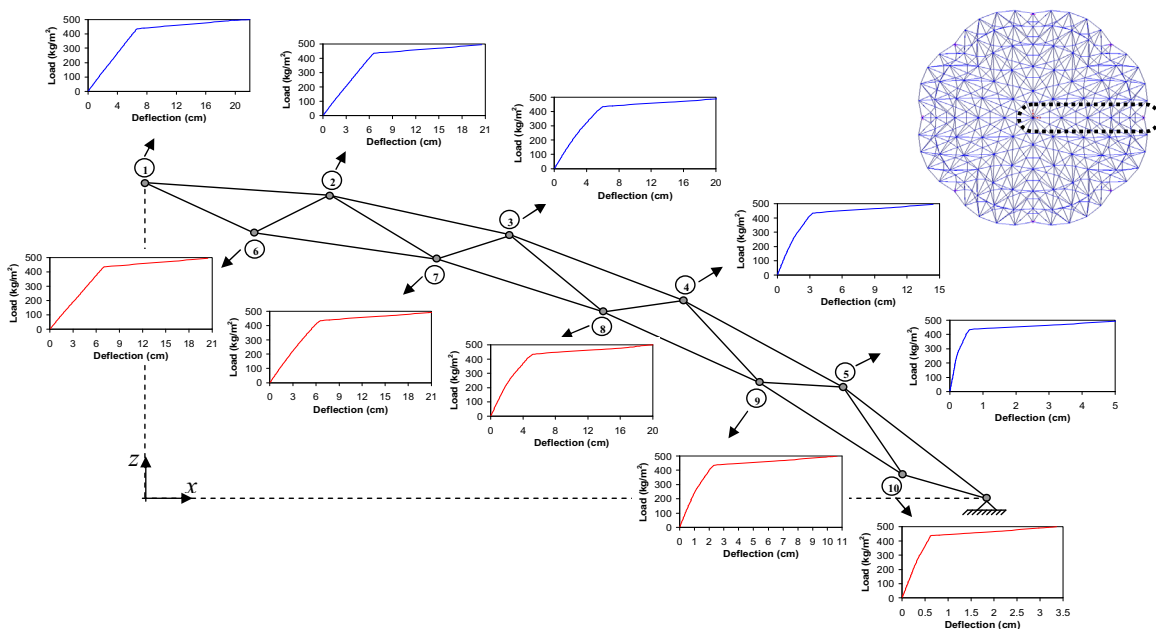 500
400
300
200
100
0
Load (kg/m²)
0 4 8 12 16 20
Deflection (cm)
500
400
300
200
100
0
Load (kg/m²)
0 3 6 9 12 15 18 21
Deflection (cm)
500
400
300
200
100
0
Load (kg/m²)
0 4 8 12 16 20
Deflection (cm)
500
400
300
200
100
0
Load (kg/m²)
0 3 6 9 12 15
Deflection (cm)
500
400
300
200
100
0
Load (kg/m²)
0 1 2 3 4 5
Deflection (cm)
1
2
3
4
5
6
7
8
9
10
500
400
300
200
100
0
Load (kg/m²)
0 3 6 9 12 15 18 21
Deflection (cm)
500
400
300
200
100
0
Load (kg/m²)
0 3 6 9 12 15 18 21
Deflection (cm)
500
400
300
200
100
0
Load (kg/m²)
0 4 8 12 16 20
Deflection (cm)
500
400
300
200
100
0
Load (kg/m²)
0 1 2 3 4 5 6 7 8 9 10 11
Deflection (cm)
500
400
300
200
100
0
Load (kg/m²)
0 0.5 1 1.5 2 2.5 3 3.5
Deflection (cm)
z
x